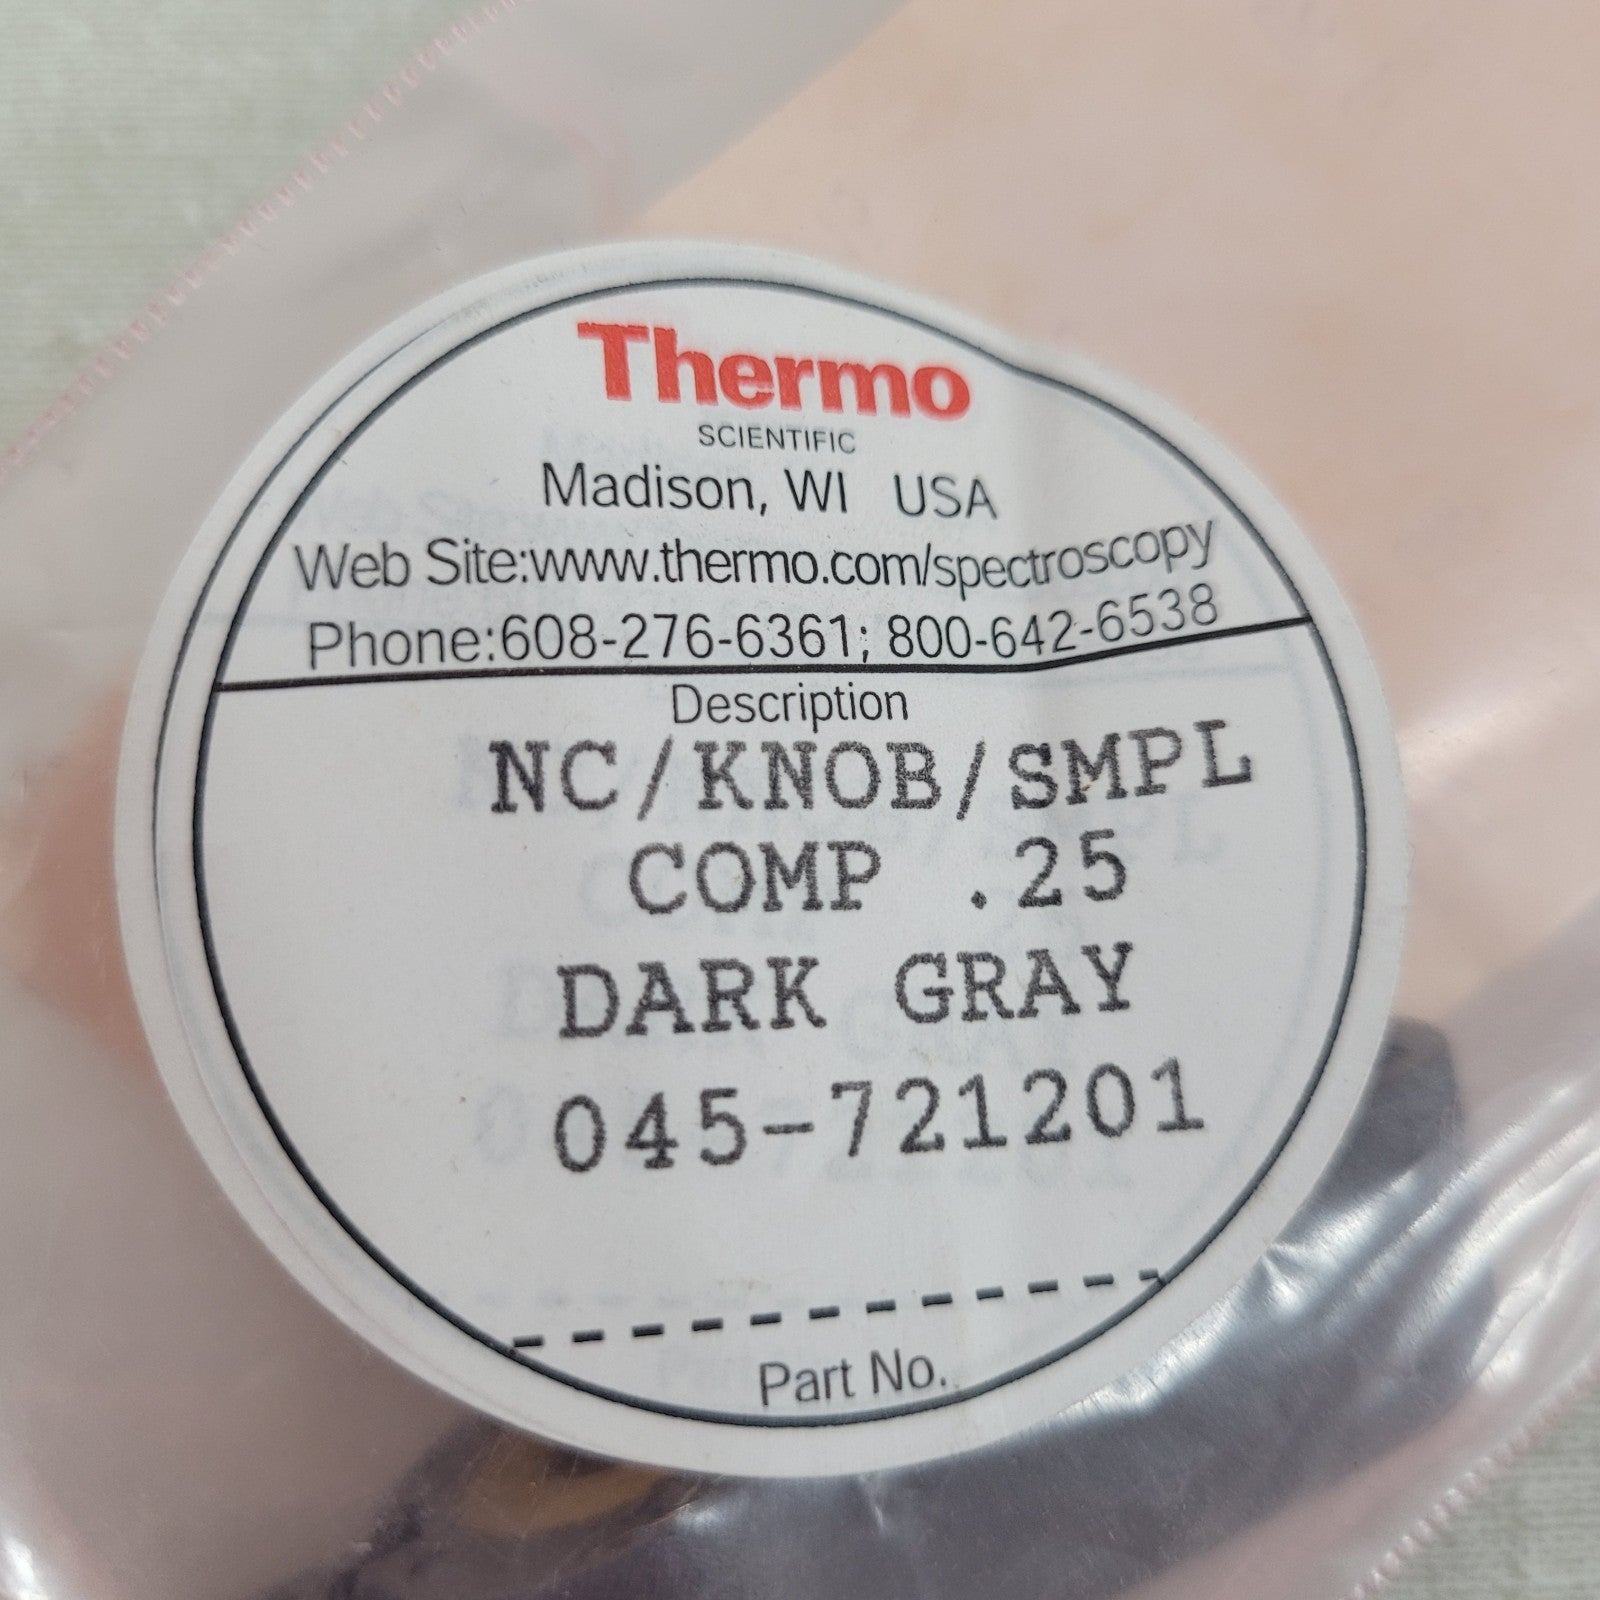 Thermo
SCIENTIFIC
Madison, WI USA
Web Site:www.thermo.com/spectroscopy
Phone:608-276-6361; 800-642-6538
Description
NC/KNOB/SMPL
COMP .25
DARK GRAY
045-721201
Part No.